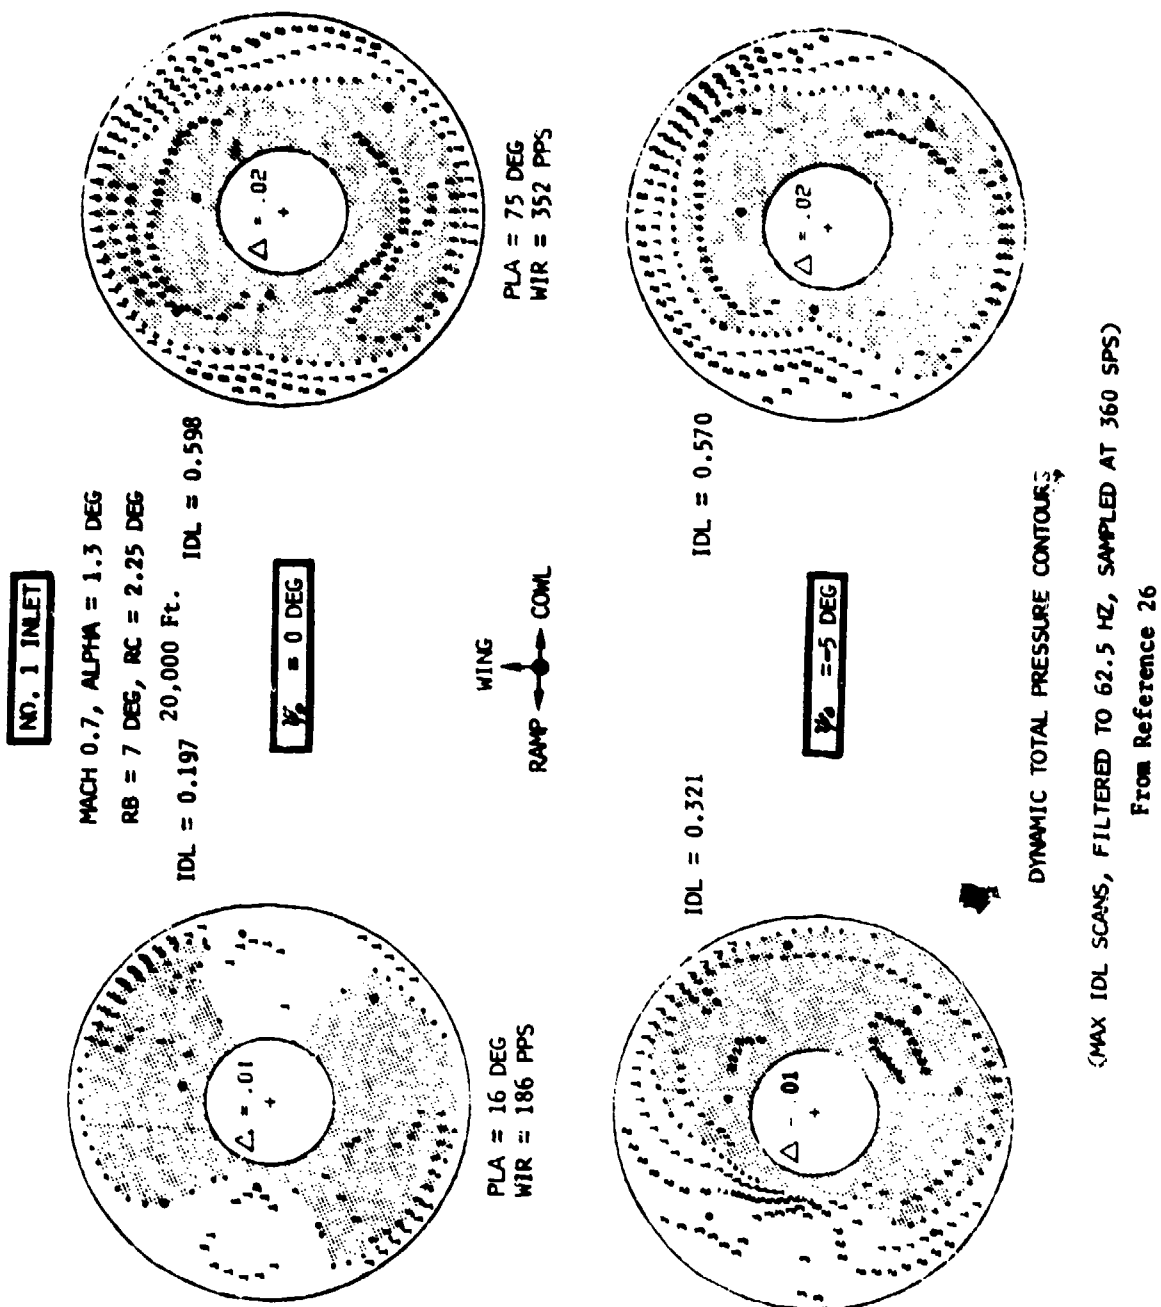 NO. 1 INLET
MACH 0.7, ALPHA = 1.3 DEG
RB = 7 DEG, RC = 2.25 DEG
20,000 Ft.
IDL = 0.197
IDL = 0.598
= 0 DEG
Δ = .01
Δ = .02
PLA = 16 DEG
WIR = 186 PPS
PLA = 75 DEG
WIR = 352 PPS
WING
RAMP
COWL
IDL = 0.321
IDL = 0.570
=-5 DEG
Δ - 01
Δ = .02
DYNAMIC TOTAL PRESSURE CONTOURS
(MAX IDL SCANS, FILTERED TO 62.5 HZ, SAMPLED AT 360 SPS)
From Reference 26